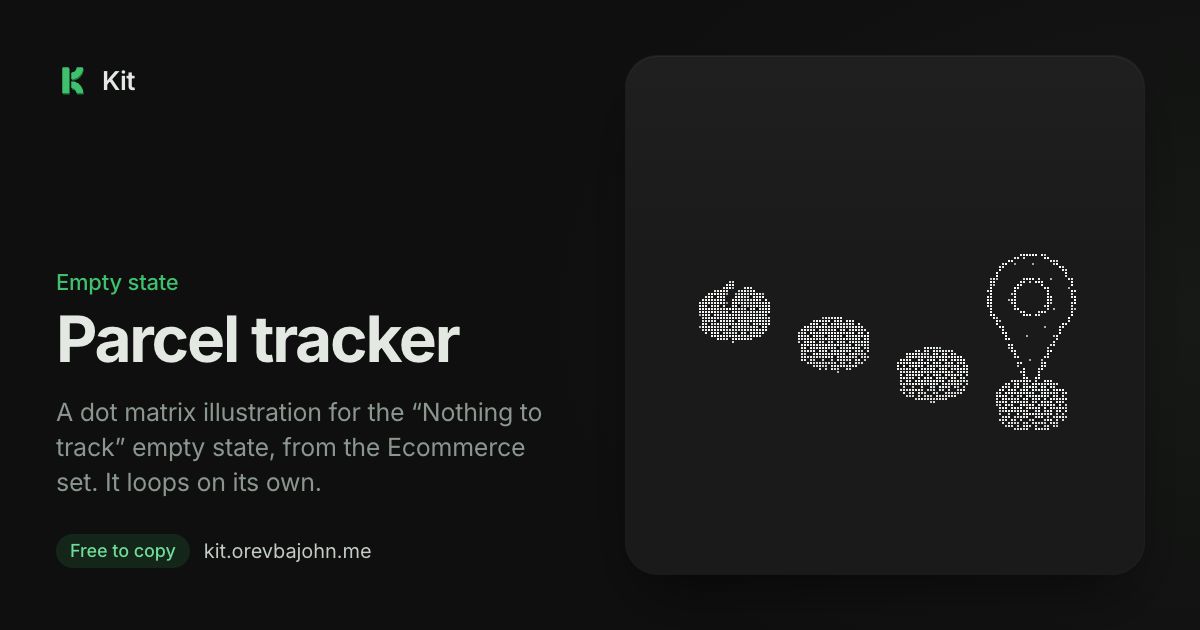 Kit
Empty state
Parcel tracker
A dot matrix illustration for the “Nothing to
track” empty state, from the Ecommerce
set. It loops on its own.
Free to copy
kit.orevbajohn.me